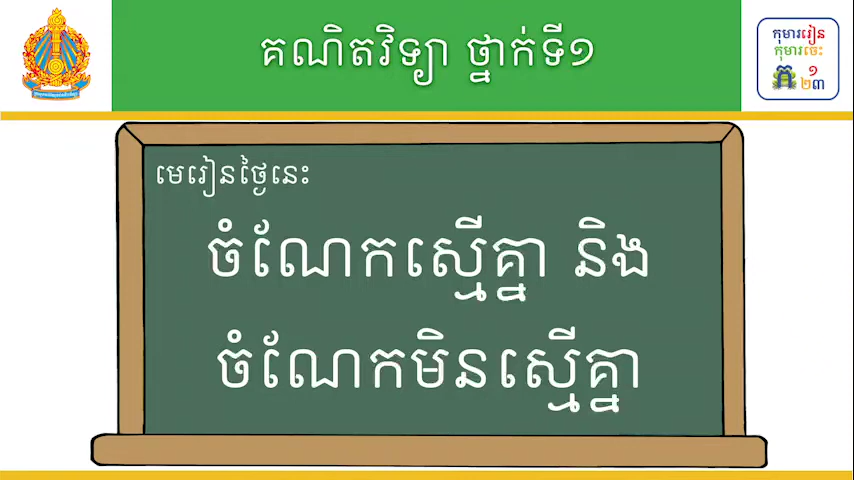 គណិតវិទ្យា ថ្នាក់ទី១
កុមាររៀន
កុមារចេះ
១
២៣
មេរៀនថ្ងៃនេះ
ចំណែកស្មើគ្នា និង
ចំណែកមិនស្មើគ្នា